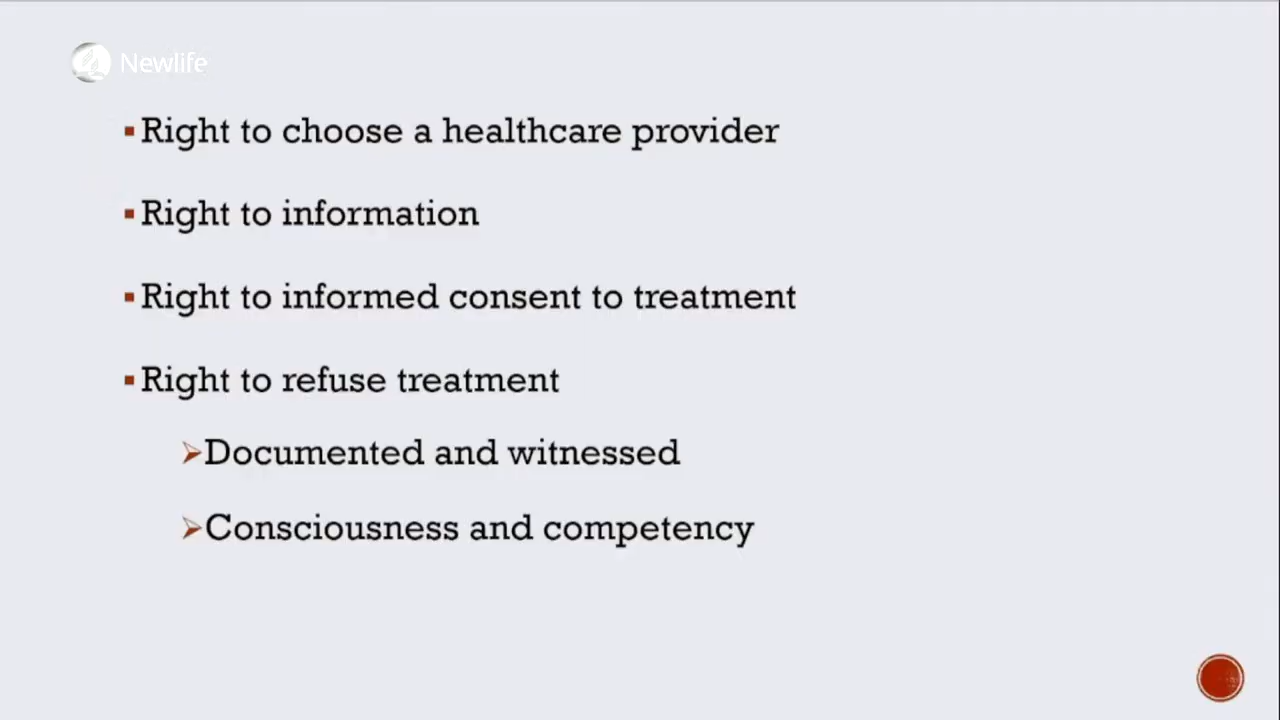 Newlife
Right to choose a healthcare provider
Right to information
Right to informed consent to treatment
Right to refuse treatment
Documented and witnessed
Consciousness and competency